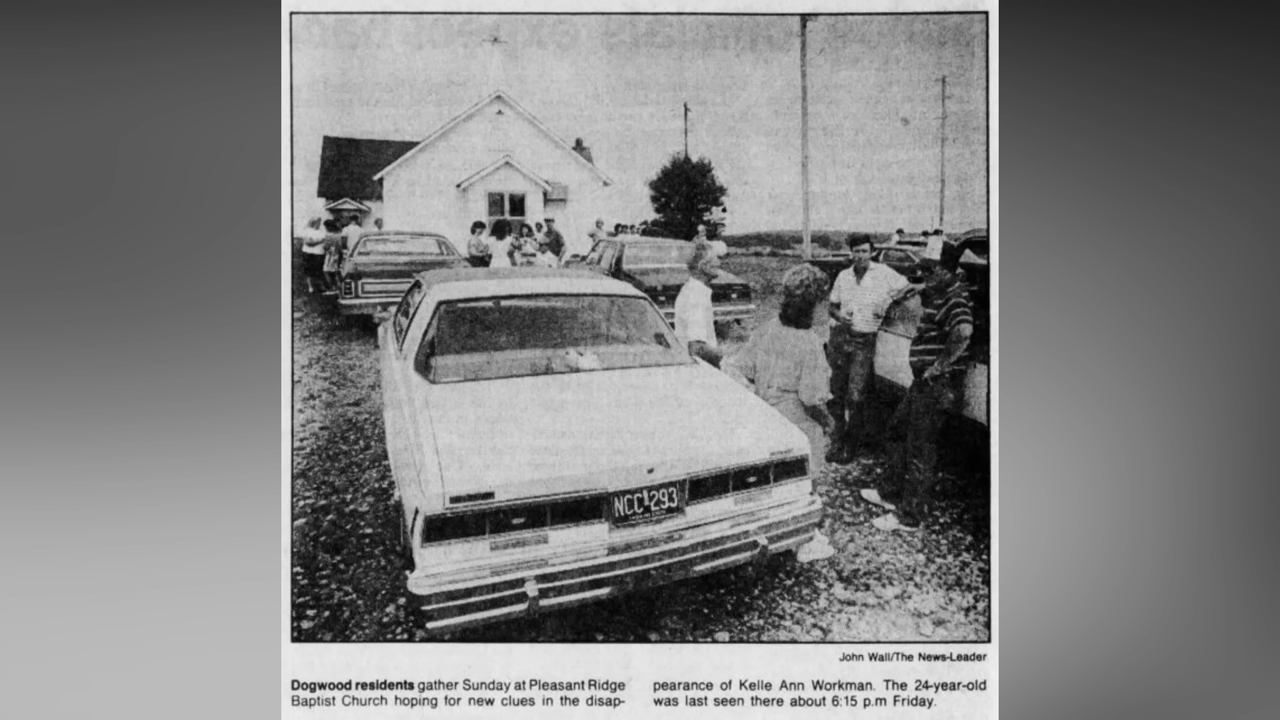 NCC 293
John Wall/The News-Leader
Dogwood residents gather Sunday at Pleasant Ridge
Baptist Church hoping for new clues in the disap-
pearance of Kelle Ann Workman. The 24-year-old
was last seen there about 6:15 p.m Friday.